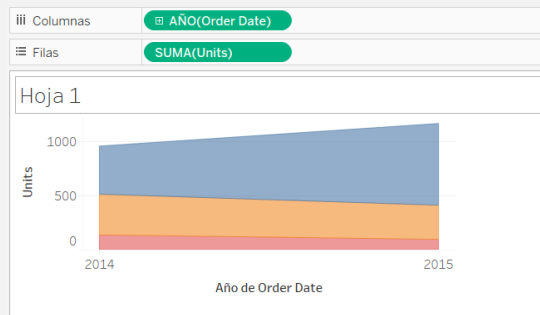 Columnas AÑO(Order Date)
Filas SUMA(Units)
Hoja 1
1000
500
0
Units
2014 2015
Año de Order Date